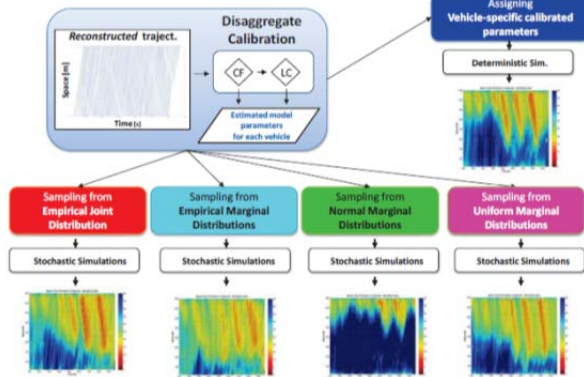 Disaggregate
Calibration
Reconstructed traject.
Space [m]
Time [s]
CF
LC
Estimated model
parameters
for each vehicle
Assigning
Vehicle-specific calibrated
parameters
Deterministic Sim.
Sampling from
Empirical Joint
Distribution
Sampling from
Empirical Marginal
Distributions
Sampling from
Normal Marginal
Distributions
Sampling from
Uniform Marginal
Distributions
Stochastic Simulations
Stochastic Simulations
Stochastic Simulations
Stochastic Simulations